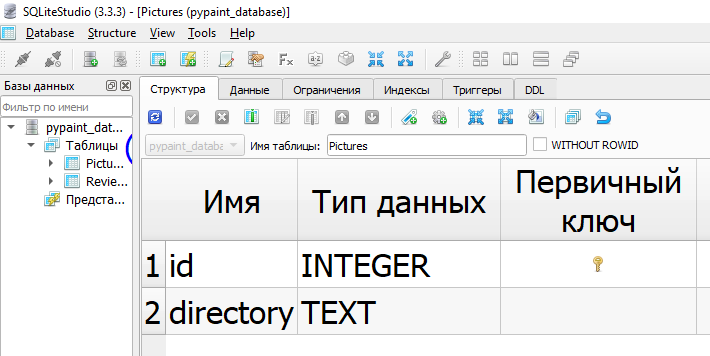 SQLiteStudio (3.3.3) - [Pictures (pypaint_database)]
Database Structure View Tools Help
Базы данных
Фильтр по имени
pypaint_dat...
Таблицы
Pictu...
Revie...
Предста...
Структура Данные Ограничения Индексы Триггеры DDL
pypaint_databa Имя таблицы: Pictures WITHOUT ROWID
Имя Тип данных Первичный ключ
1 id INTEGER
2 directory TEXT